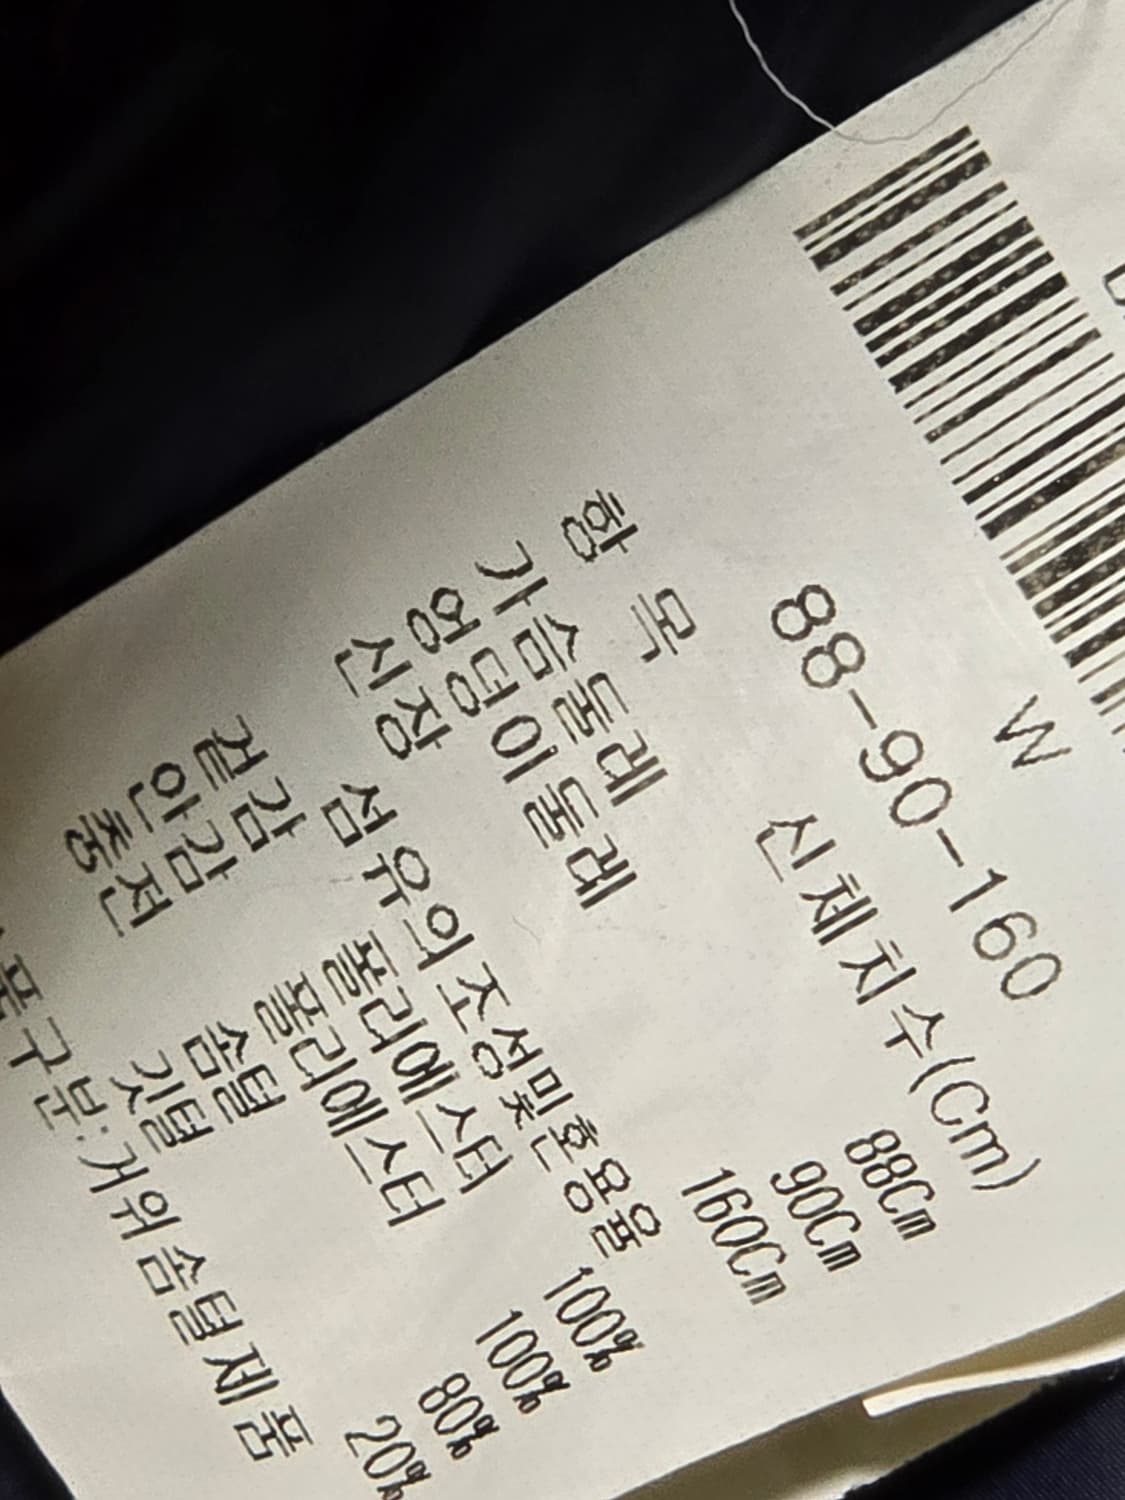 W
88-90-160
신체치수(Cm)
항 목
가슴둘레 88Cm
엉덩이둘레 90Cm
신장 160Cm
섬유의조성및혼용율
겉감 폴리에스터 100%
안감 폴리에스터 100%
충전 솜털 80%
깃털 20%
구분:거위솜털제품